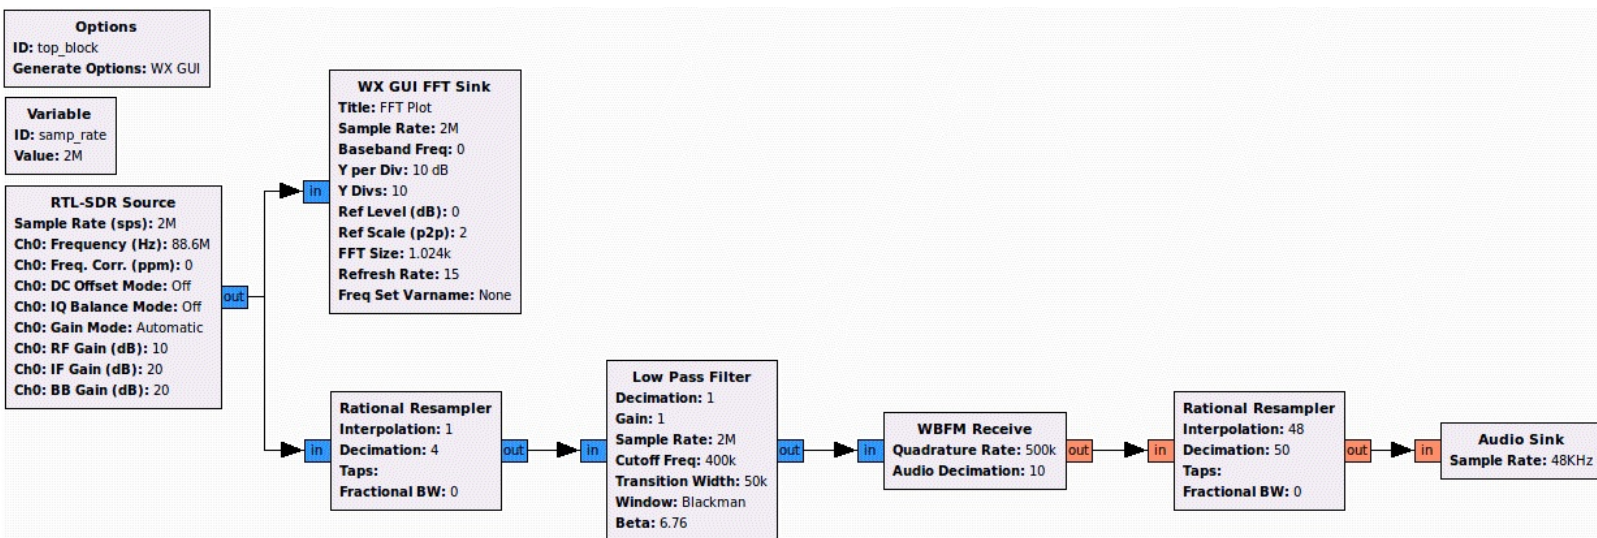 Options
ID: top_block
Generate Options: WX GUI
Variable
ID: samp_rate
Value: 2M
RTL-SDR Source
Sample Rate (sps): 2M
Ch0: Frequency (Hz): 88.6M
Ch0: Freq. Corr. (ppm): 0
Ch0: DC Offset Mode: Off
Ch0: IQ Balance Mode: Off
Ch0: Gain Mode: Automatic
Ch0: RF Gain (dB): 10
Ch0: IF Gain (dB): 20
Ch0: BB Gain (dB): 20
out
in
WX GUI FFT Sink
Title: FFT Plot
Sample Rate: 2M
Baseband Freq: 0
Y per Div: 10 dB
Y Divs: 10
Ref Level (dB): 0
Ref Scale (p2p): 2
FFT Size: 1.024k
Refresh Rate: 15
Freq Set Varname: None
in
Rational Resampler
Interpolation: 1
Decimation: 4
Taps:
Fractional BW: 0
out
in
Low Pass Filter
Decimation: 1
Gain: 1
Sample Rate: 2M
Cutoff Freq: 400k
Transition Width: 50k
Window: Blackman
Beta: 6.76
out
in
WBFM Receive
Quadrature Rate: 500k
Audio Decimation: 10
out
in
Rational Resampler
Interpolation: 48
Decimation: 50
Taps:
Fractional BW: 0
out
in
Audio Sink
Sample Rate: 48KHz